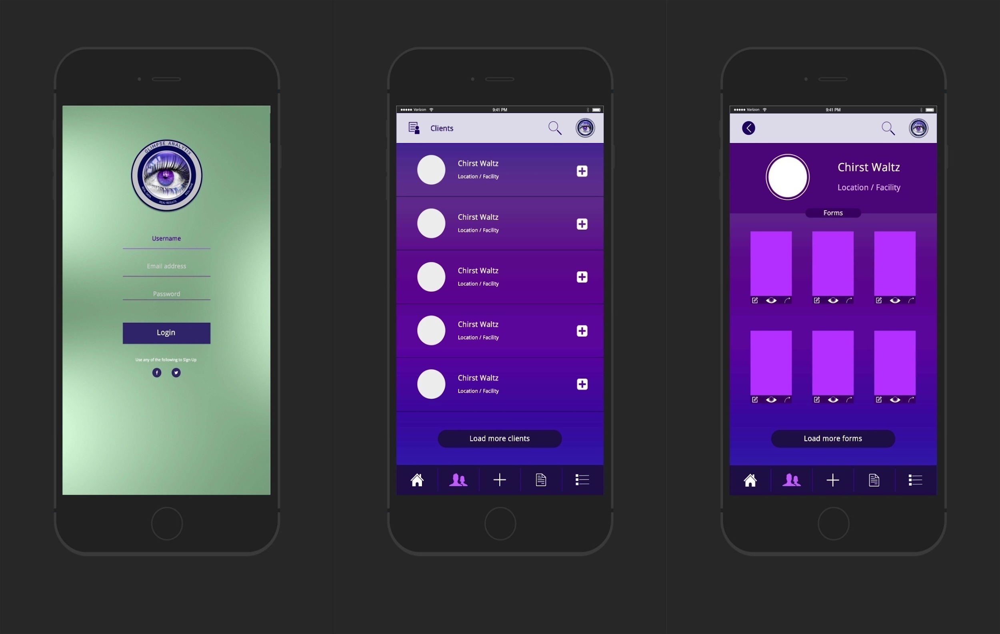 GLIMPSE ANALYTIX
REAL-DATA
REAL-RESULTS
REAL-TIME
Username
Email address
Password
Login
Use any of the following to Sign Up
Varizon
9:41 PM
Clients
Chirst Waltz
Location / Facility
Chirst Waltz
Location / Facility
Chirst Waltz
Location / Facility
Chirst Waltz
Location / Facility
Chirst Waltz
Location / Facility
Load more clients
Varizon
9:41 PM
Chirst Waltz
Location / Facility
Forms
Load more forms